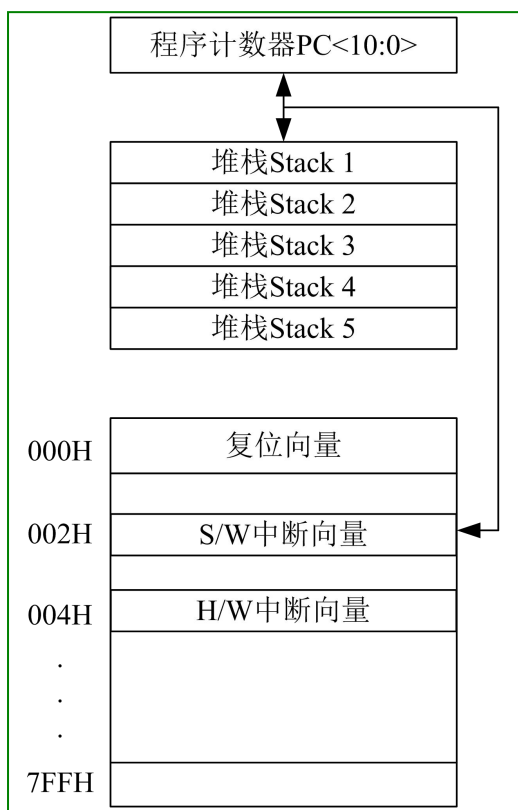 程序计数器PC<10:0>
堆栈Stack 1
堆栈Stack 2
堆栈Stack 3
堆栈Stack 4
堆栈Stack 5
000H 复位向量
002H S/W中断向量
004H H/W中断向量
.
.
.
7FFH